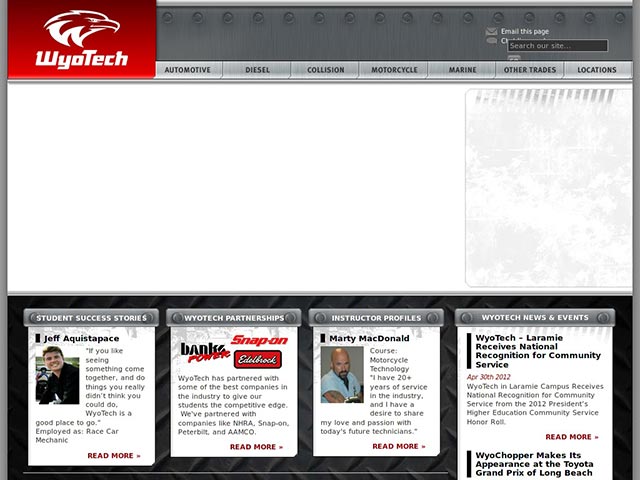 WyoTech
Email this page
Search our site...
AUTOMOTIVE
DIESEL
COLLISION
MOTORCYCLE
MARINE
OTHER TRADES
LOCATIONS
STUDENT SUCCESS STORIES
Jeff Aquistapace
"If you like
seeing
something come
together, and do
things you really
didn't think you
could do,
WyoTech is a
good place to go."
Employed as: Race Car
Mechanic
READ MORE »
WYOTECH PARTNERSHIPS
banks
POWER
Snap-on
Edelbrock
WyoTech has partnered with
some of the best companies in
the industry to give our
students the competitive edge.
We've partnered with
companies like NHRA, Snap-on,
Peterbilt, and AAMCO.
READ MORE »
INSTRUCTOR PROFILES
Marty MacDonald
Course:
Motorcycle
Technology
"I have 20+
years of service
in the industry,
and I have a
desire to share
my love and passion with
today's future technicians."
READ MORE »
WYOTECH NEWS & EVENTS
WyoTech – Laramie
Receives National
Recognition for Community
Service
Apr 30th 2012
WyoTech in Laramie Campus Receives
National Recognition for Community
Service from the 2012 President's
Higher Education Community Service
Honor Roll.
READ MORE »
WyoChopper Makes Its
Appearance at the Toyota
Grand Prix of Long Beach